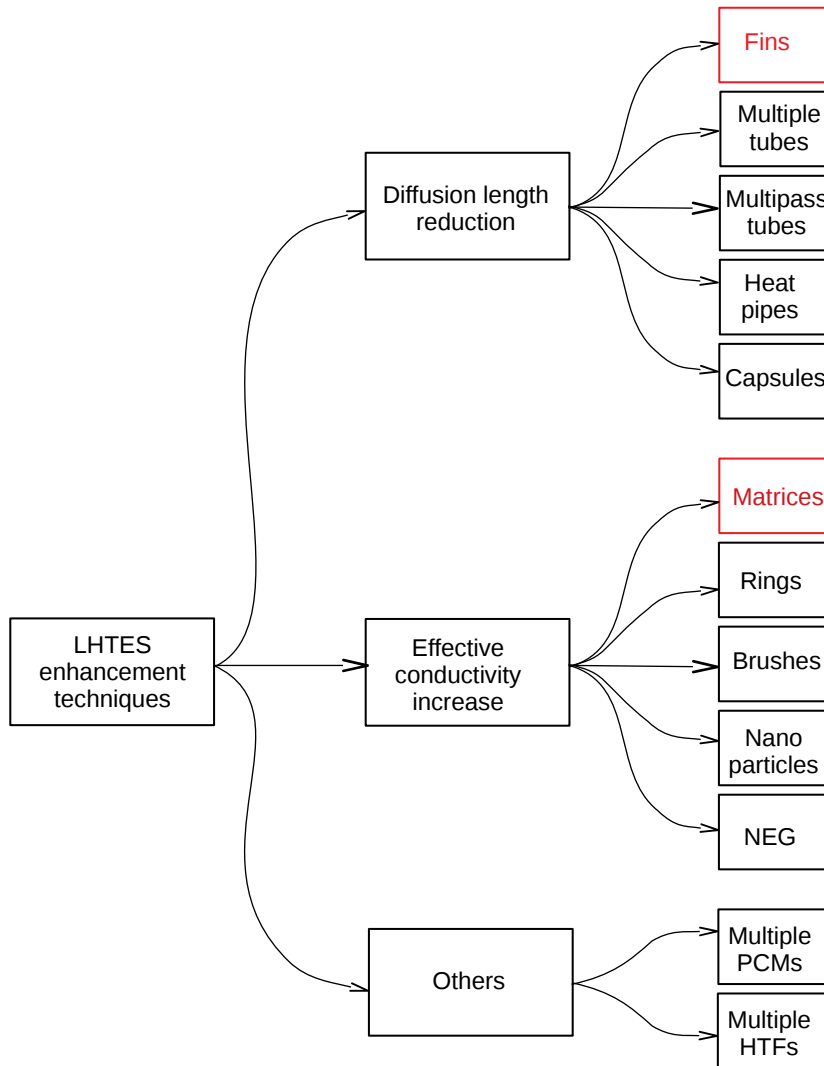 LHTES
enhancement
techniques
Diffusion length
reduction
Fins
Multiple
tubes
Multipass
tubes
Heat
pipes
Capsules
Effective
conductivity
increase
Matrices
Rings
Brushes
Nano
particles
NEG
Others
Multiple
PCMs
Multiple
HTFs